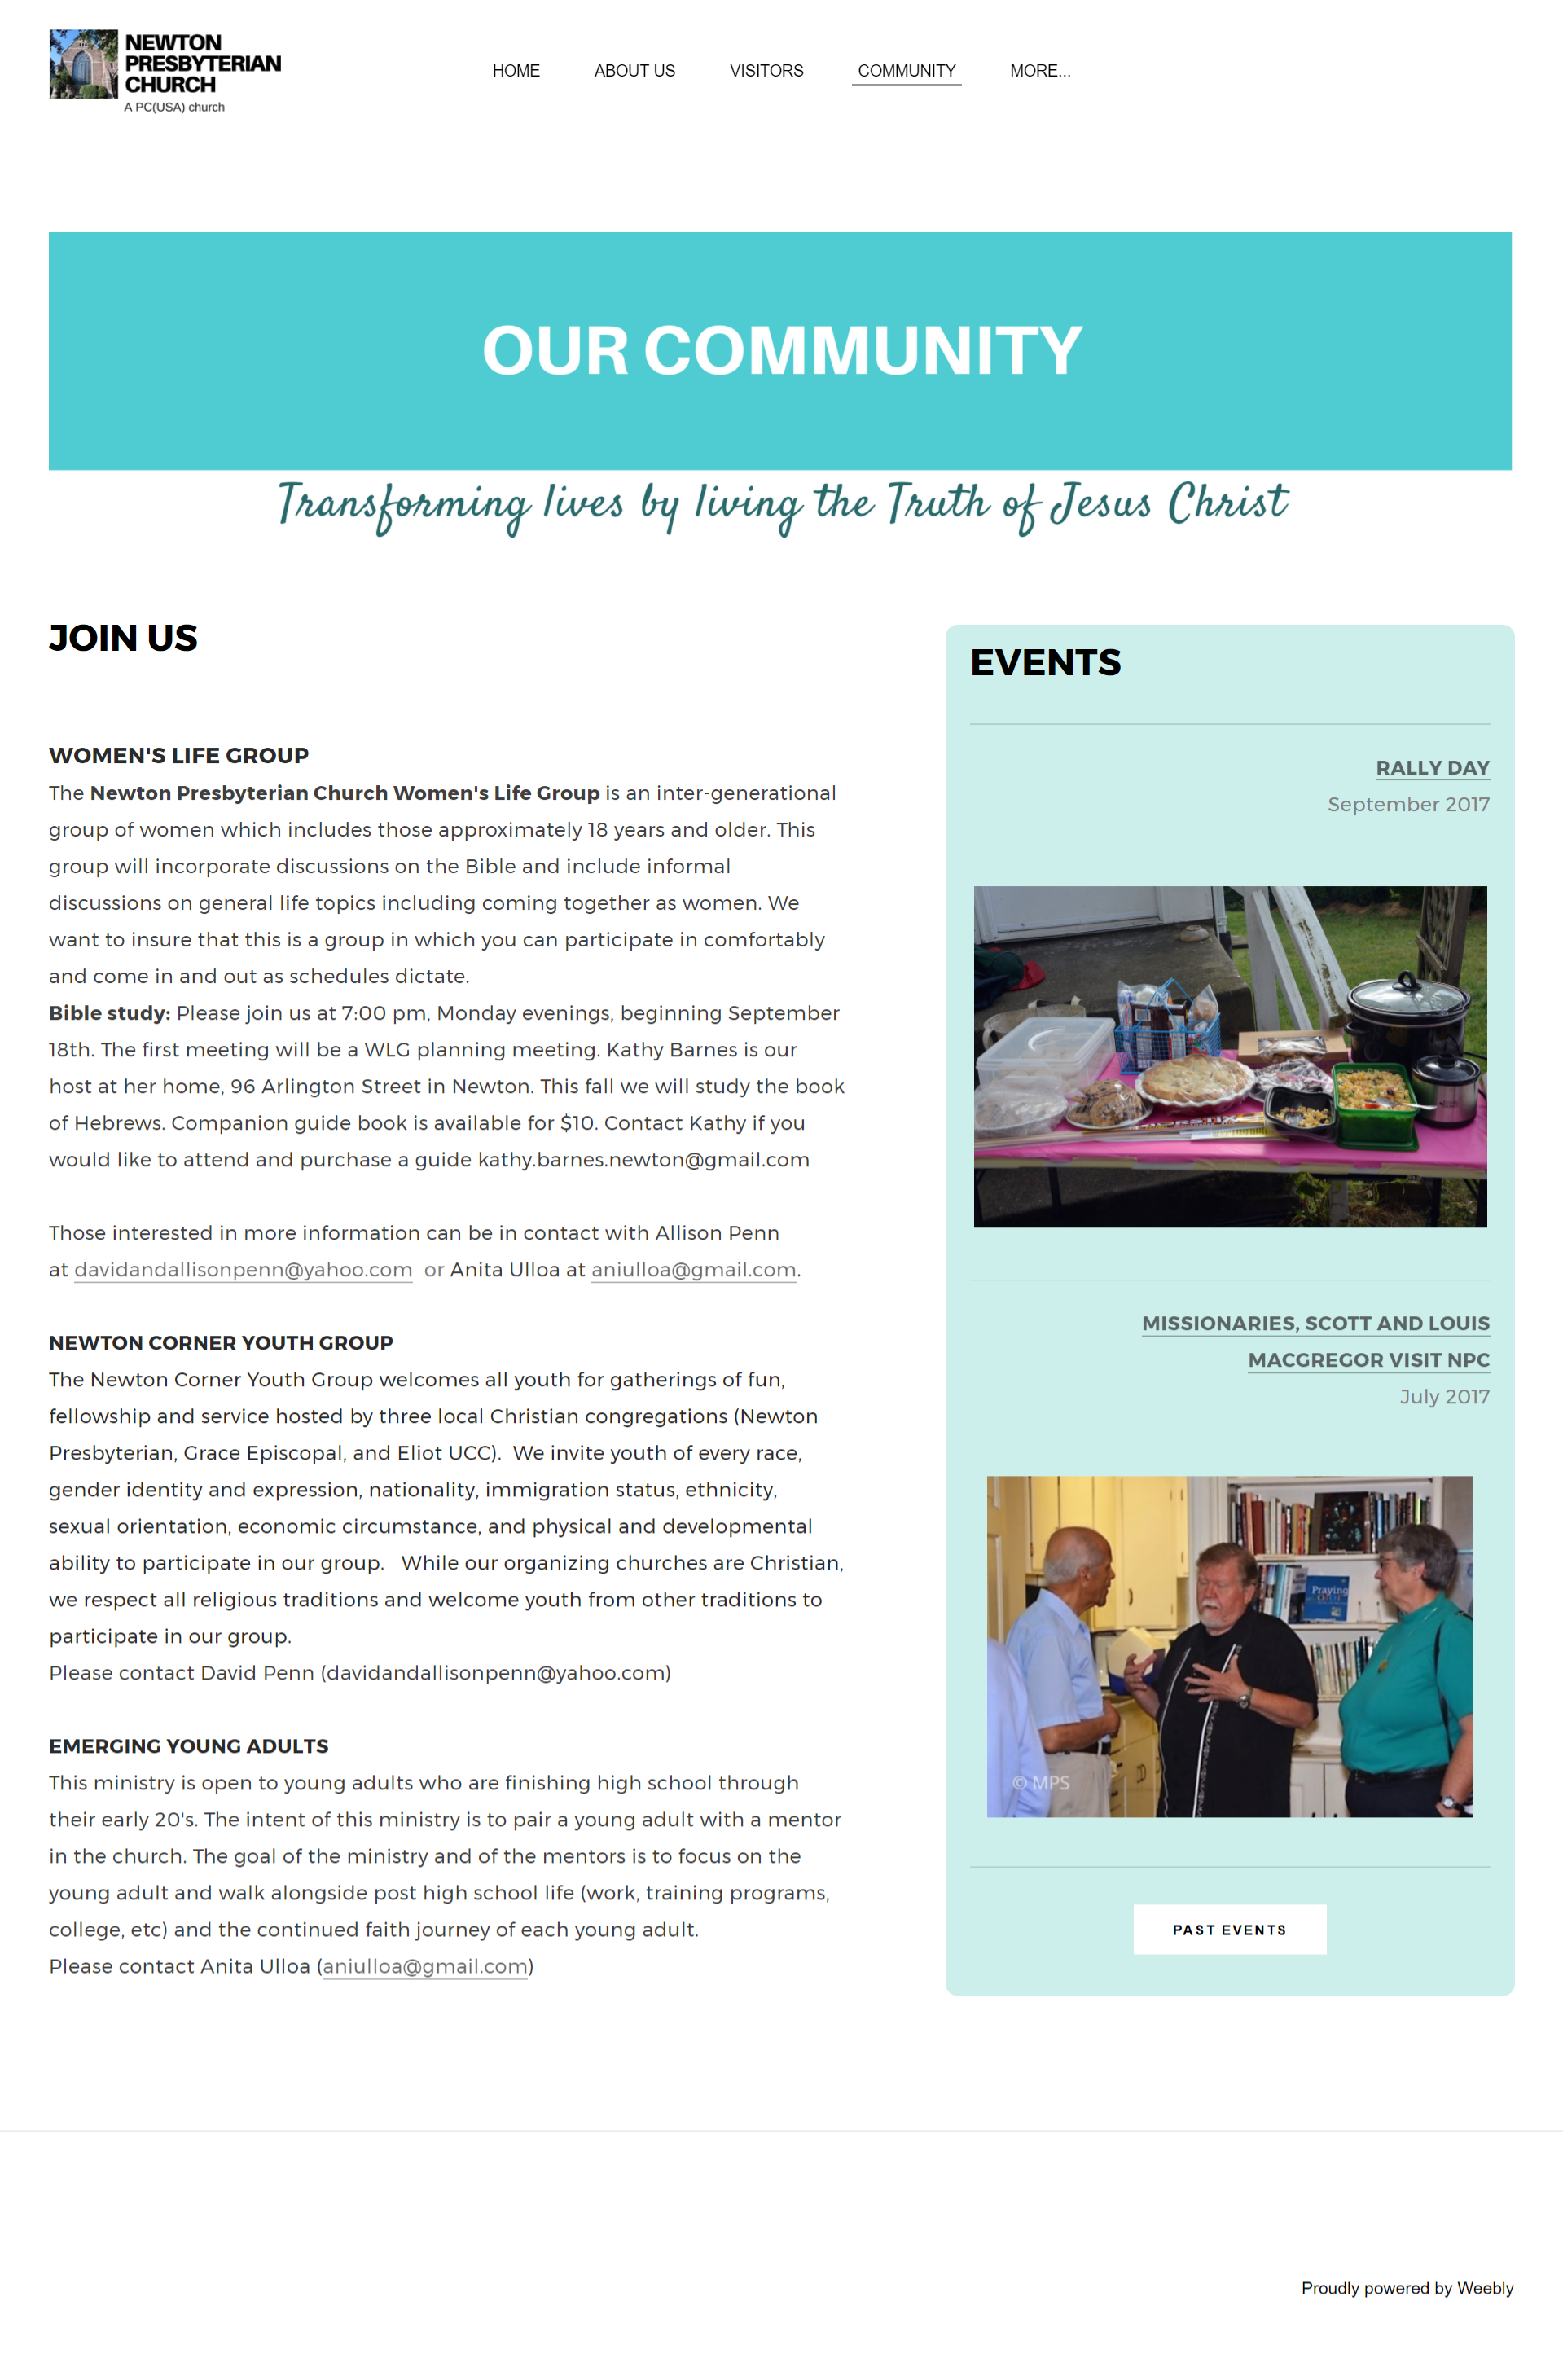 NEWTON
PRESBYTERIAN
CHURCH
A PC(USA) church
HOME
ABOUT US
VISITORS
COMMUNITY
MORE...
OUR COMMUNITY
Transforming lives by living the Truth of Jesus Christ
JOIN US
WOMEN'S LIFE GROUP
The Newton Presbyterian Church Women's Life Group is an inter-generational
group of women which includes those approximately 18 years and older. This
group will incorporate discussions on the Bible and include informal
discussions on general life topics including coming together as women. We
want to insure that this is a group in which you can participate in comfortably
and come in and out as schedules dictate.
Bible study: Please join us at 7:00 pm, Monday evenings, beginning September
18th. The first meeting will be a WLG planning meeting. Kathy Barnes is our
host at her home, 96 Arlington Street in Newton. This fall we will study the book
of Hebrews. Companion guide book is available for $10. Contact Kathy if you
would like to attend and purchase a guide kathy.barnes.newton@gmail.com
Those interested in more information can be in contact with Allison Penn
at davidandallisonpenn@yahoo.com or Anita Ulloa at aniulloa@gmail.com.
NEWTON CORNER YOUTH GROUP
The Newton Corner Youth Group welcomes all youth for gatherings of fun,
fellowship and service hosted by three local Christian congregations (Newton
Presbyterian, Grace Episcopal, and Eliot UCC). We invite youth of every race,
gender identity and expression, nationality, immigration status, ethnicity,
sexual orientation, economic circumstance, and physical and developmental
ability to participate in our group. While our organizing churches are Christian,
we respect all religious traditions and welcome youth from other traditions to
participate in our group.
Please contact David Penn (davidandallisonpenn@yahoo.com)
EMERGING YOUNG ADULTS
This ministry is open to young adults who are finishing high school through
their early 20's. The intent of this ministry is to pair a young adult with a mentor
in the church. The goal of the ministry and of the mentors is to focus on the
young adult and walk alongside post high school life (work, training programs,
college, etc) and the continued faith journey of each young adult.
Please contact Anita Ulloa (aniulloa@gmail.com)
EVENTS
RALLY DAY
September 2017
MISSIONARIES, SCOTT AND LOUIS
MACGREGOR VISIT NPC
July 2017
Praying
© MPS
PAST EVENTS
Proudly powered by Weebly